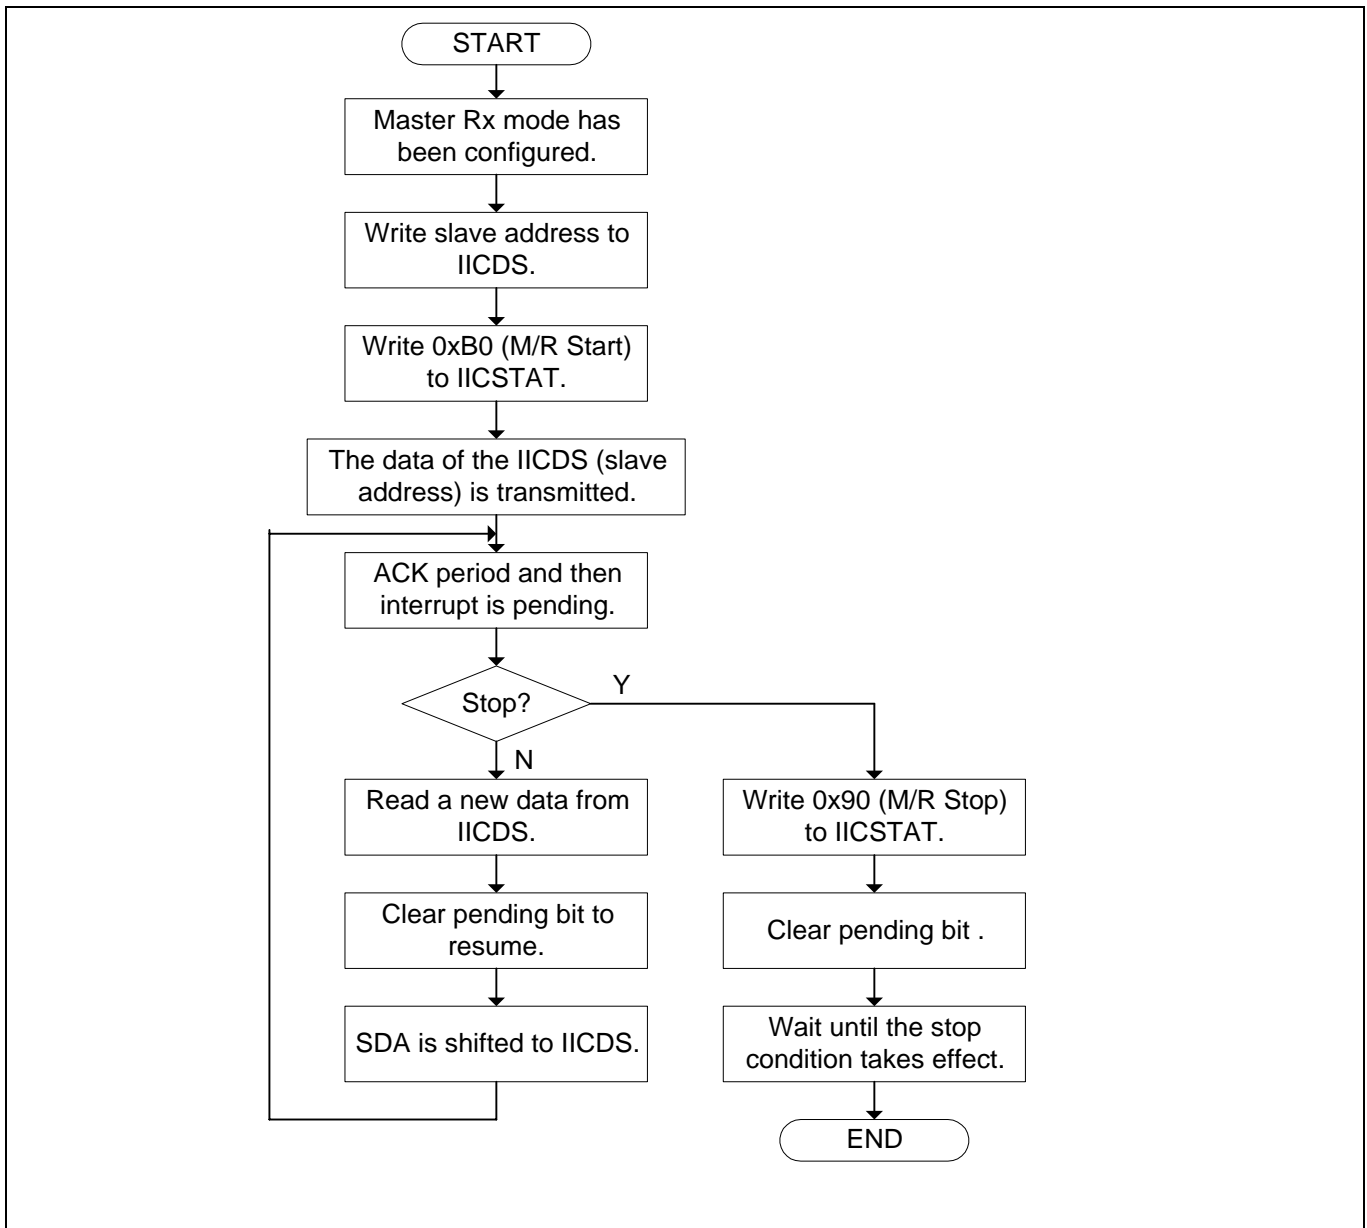 START
Master Rx mode has
been configured.
Write slave address to
IICDS.
Write 0xB0 (M/R Start)
to IICSTAT.
The data of the IICDS (slave
address) is transmitted.
ACK period and then
interrupt is pending.
Stop?
Y
N
Read a new data from
IICDS.
Clear pending bit to
resume.
SDA is shifted to IICDS.
Write 0x90 (M/R Stop)
to IICSTAT.
Clear pending bit .
Wait until the stop
condition takes effect.
END